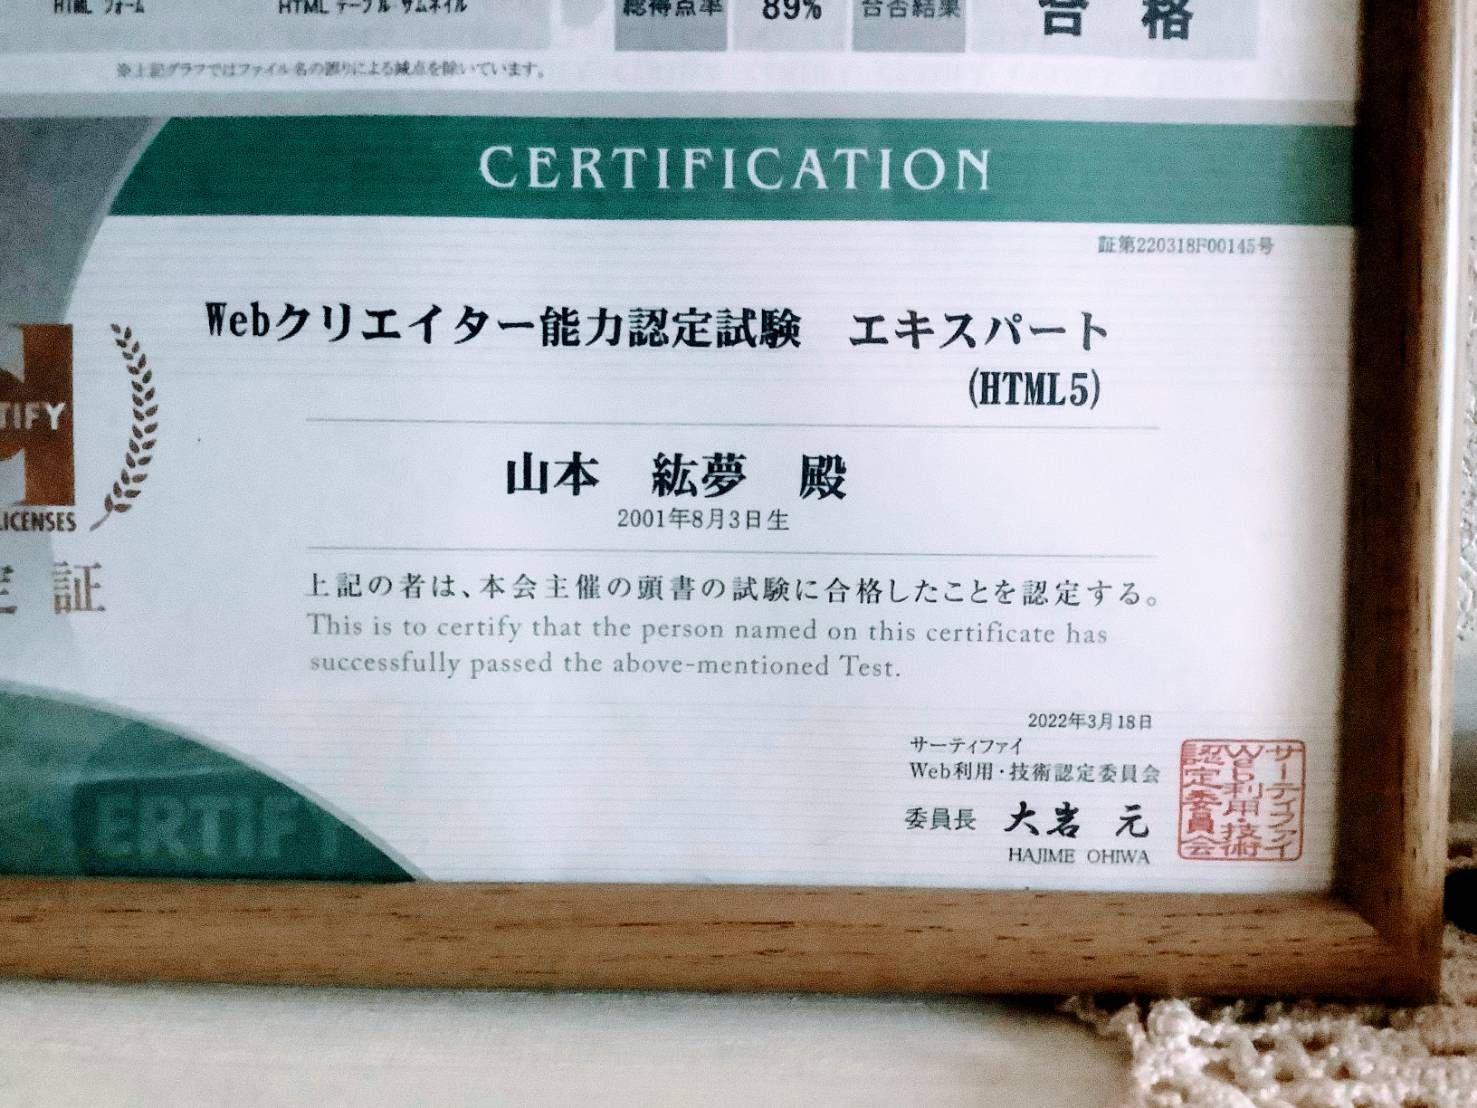 HTML フォーム
HTML テーブル・サムネイル
総得点率 89% 合否結果 合 格
※上記グラフではファイル名の誤りによる減点を除いています。
CERTIFICATION
証第220318F00145号
Webクリエイター能力認定試験 エキスパート
(HTML5)
TIFY
LICENSES
定 証
山本 紘夢 殿
2001年8月3日生
上記の者は、本会主催の頭書の試験に合格したことを認定する。
This is to certify that the person named on this certificate has
successfully passed the above-mentioned Test.
2022年3月18日
サーティファイ
Web利用・技術認定委員会
委員長 大岩 元
HAJIME OHIWA
サーティファイ
Web利用・技術
認定委員会
ERTIF